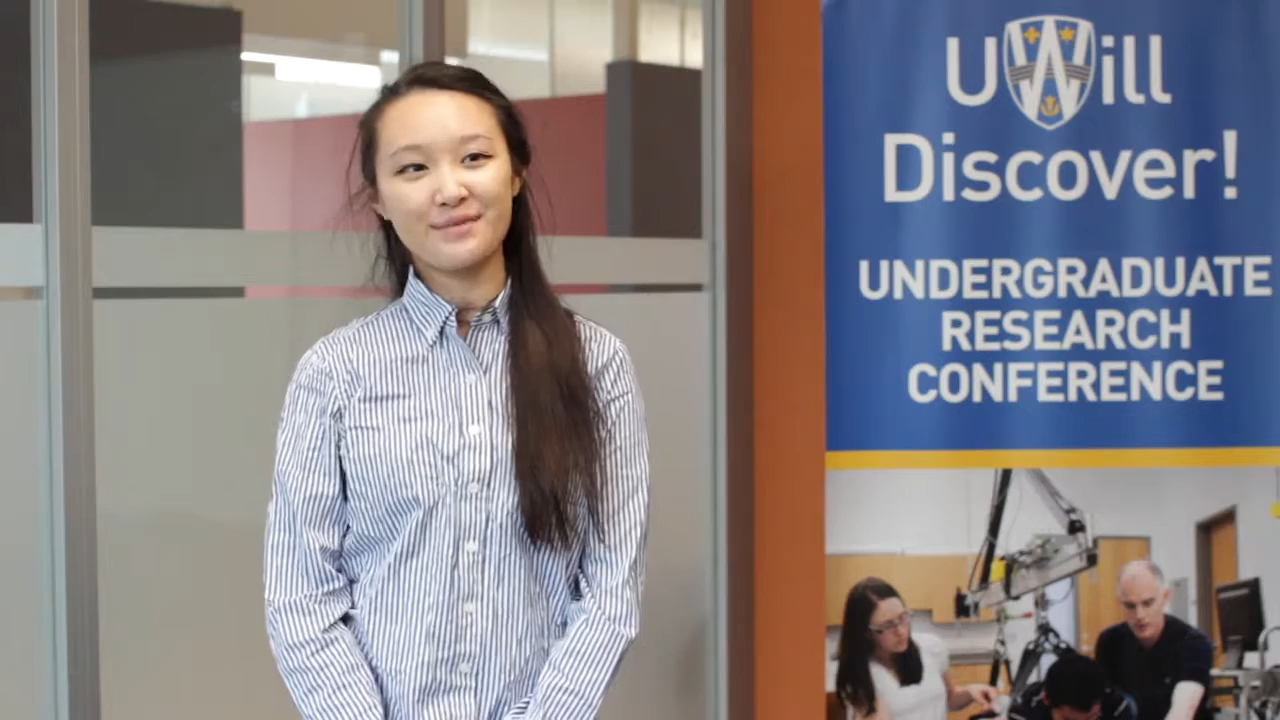 UWill
Discover!
UNDERGRADUATE
RESEARCH
CONFERENCE